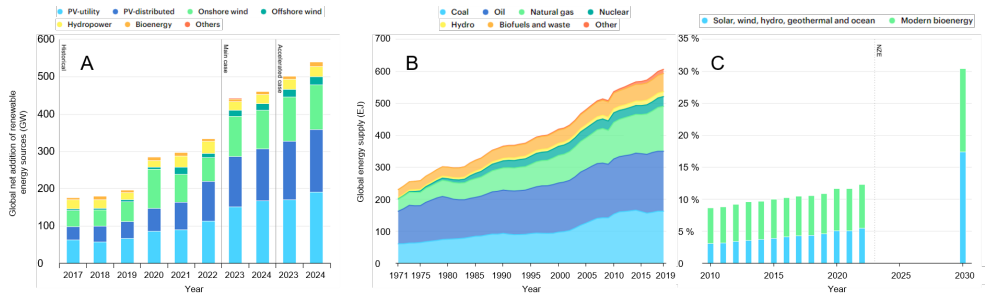 PV-utility PV-distributed Onshore wind Offshore wind
Hydropower Bioenergy Others
Global net addition of renewable
energy sources (GW)
600
500
400
300
200
100
0
Historical
A
Main case
Accelerated case
2017 2018 2019 2020 2021 2022 2023 2024 2023 2024
Year
Coal Oil Natural gas Nuclear
Hydro Biofuels and waste Other
Global energy supply (EJ)
700
600
500
400
300
200
100
0
B
1971 1975 1980 1985 1990 1995 2000 2005 2010 2015 2019
Year
Solar, wind, hydro, geothermal and ocean Modern bioenergy
35 %
30 %
25 %
20 %
15 %
10 %
5 %
0 %
C
NZE
2010 2015 2020 2025 2030
Year